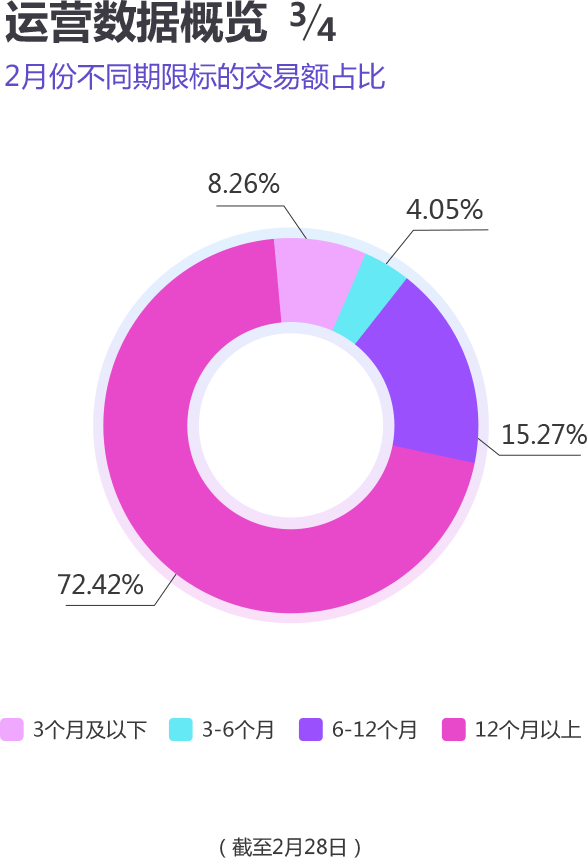 运营数据概览 3/4
2月份不同期限标的交易额占比
8.26%
4.05%
15.27%
72.42%
3个月及以下 3-6个月 6-12个月 12个月以上
（截至2月28日）